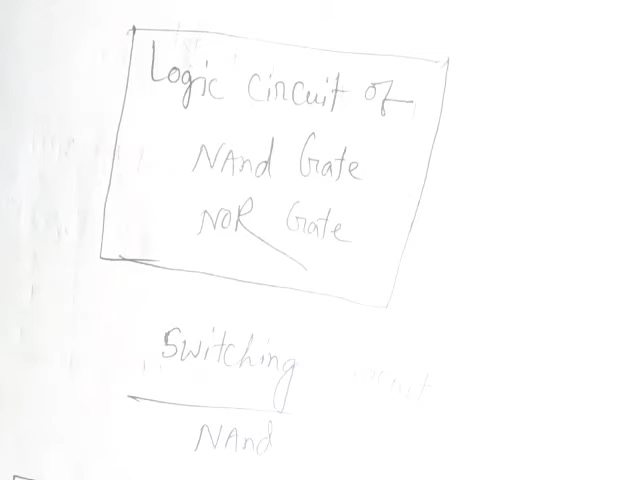 Logic Circuit of
NAnd Gate
NOR Gate
Switching
NAnd